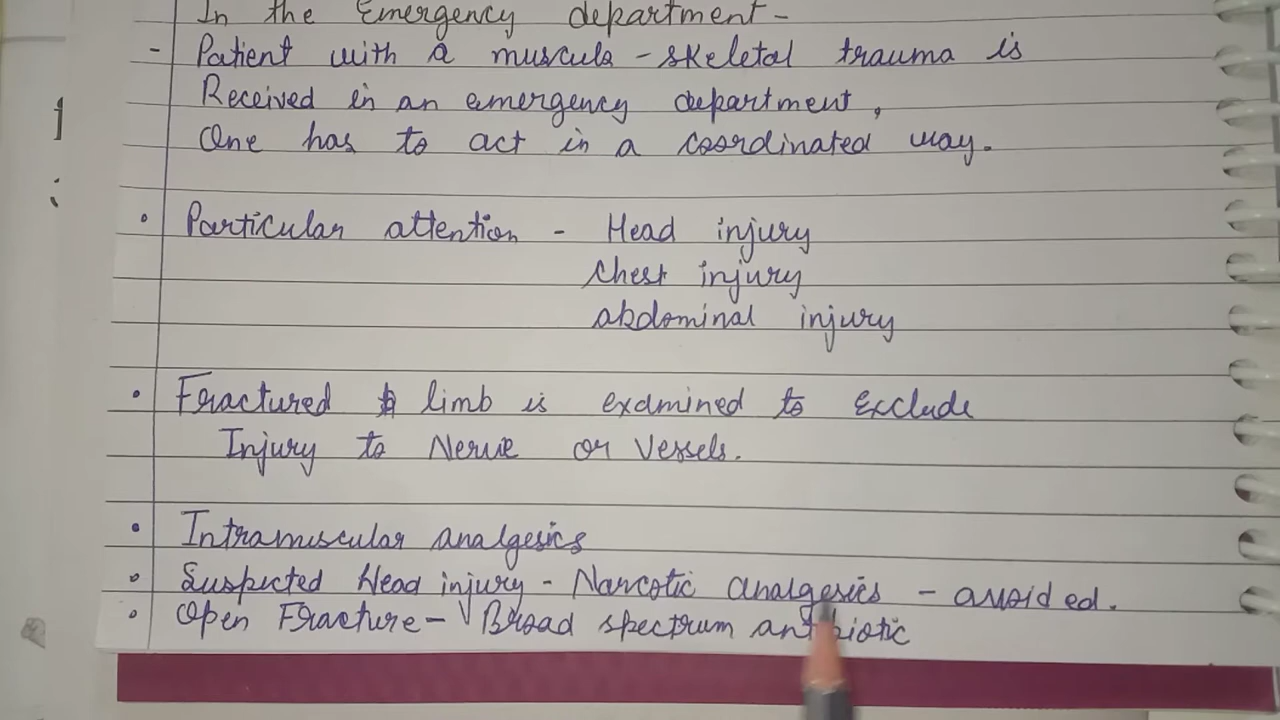 In the Emergency department -
- Patient with a musculo - skeletal trauma is
Received in an emergency department,
One has to act in a coordinated way.
• Particular attention - Head injury
chest injury
abdominal injury
• Fractured limb is examined to Exclude
Injury to Nerve or Vessels.
• Intramuscular analgesics
• Suspected Head injury - Narcotic analgesics - avoided.
• Open Fracture - Broad spectrum antibiotic